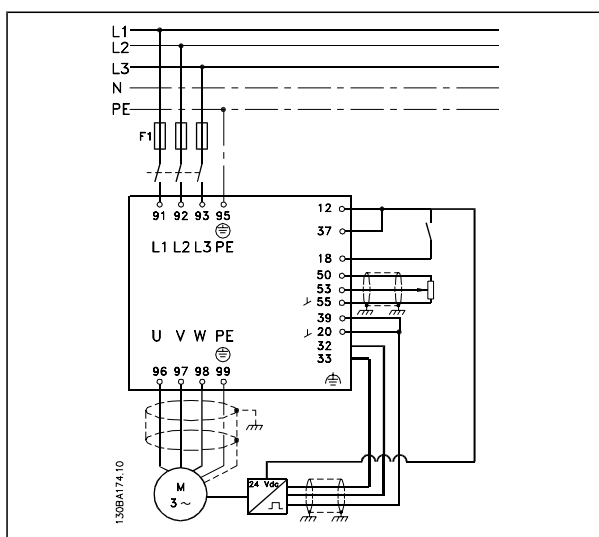 L1
L2
L3
N
PE
F1
91 92 93 95
L1 L2 L3 PE
12
37
18
50
53
55
39
20
32
33
U V W PE
96 97 98 99
M
3 ~
24 Vdc
130BA174.10